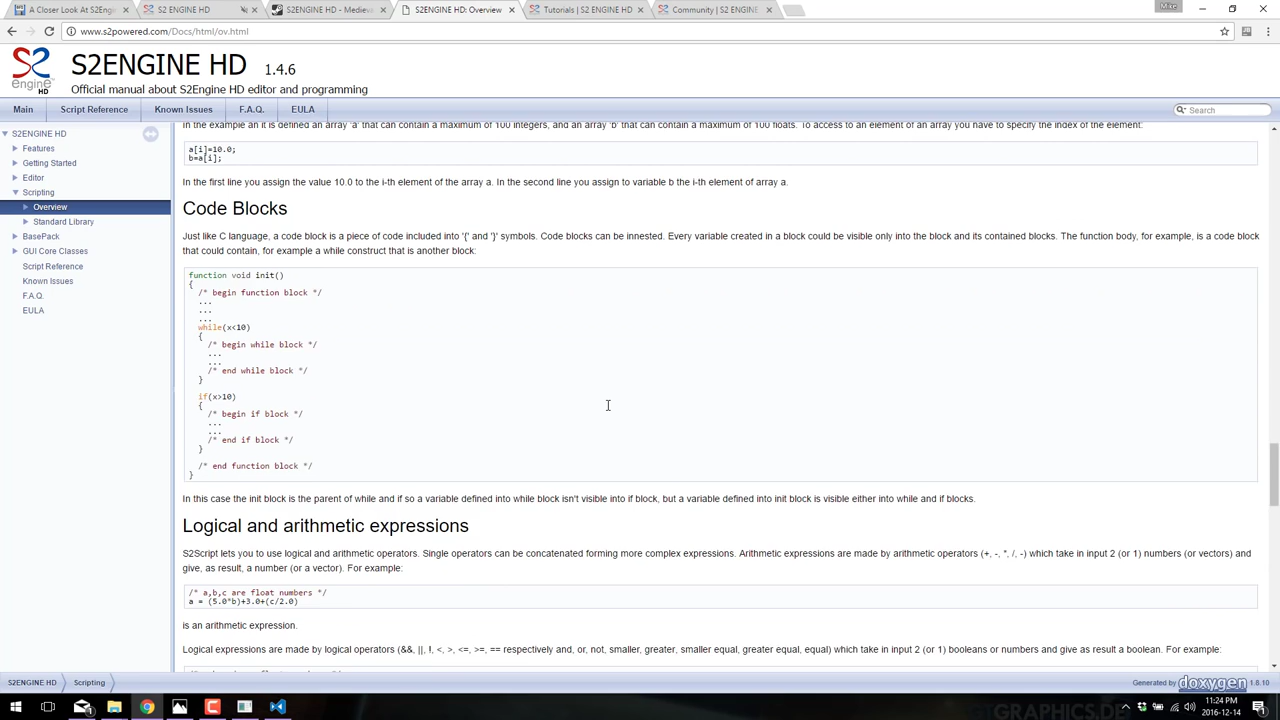 A Closer Look At S2Engi
S2 ENGINE HD
S2ENGINE HD - Mediev
S2ENGINE HD: Overview
Tutorials | S2 ENGINE HD
Community | S2 ENGINE
Mike
www.s2powered.com/Docs/html/ov.html
S2ENGINE HD 1.4.6
Official manual about S2Engine HD editor and programming
engine HD
Main
Script Reference
Known Issues
F.A.Q.
EULA
Search
S2ENGINE HD
Features
Getting Started
Editor
Scripting
Overview
Standard Library
BasePack
GUI Core Classes
Script Reference
Known Issues
F.A.Q.
EULA
In the example an it is defined an array 'a' that can contain a maximum of 100 integers, and an array 'b' that can contain a maximum of 100 floats. To access to an element of an array you have to specify the index of the element:
a[i]=10.0;
b=a[i];
In the first line you assign the value 10.0 to the i-th element of the array a. In the second line you assign to variable b the i-th element of array a.
Code Blocks
Just like C language, a code block is a piece of code included into '{' and '}' symbols. Code blocks can be innested. Every variable created in a block could be visible only into the block and its contained blocks. The function body, for example, is a code block
that could contain, for example a while construct that is another block:
function void init()
{
/* begin function block */
...
...
...
while(x<10)
{
/* begin while block */
...
...
/* end while block */
}
if(x>10)
{
/* begin if block */
...
...
/* end if block */
}
/* end function block */
}
In this case the init block is the parent of while and if so a variable defined into while block isn't visible into if block, but a variable defined into init block is visible either into while and if blocks.
Logical and arithmetic expressions
S2Script lets you to use logical and arithmetic operators. Single operators can be concatenated forming more complex expressions. Arithmetic expressions are made by arithmetic operators (+, -, *, /, -) which take in input 2 (or 1) numbers (or vectors) and
give, as result, a number (or a vector). For example:
/* a,b,c are float numbers */
a = (5.0*b)+3.0+(c/2.0)
is an arithmetic expression.
Logical expressions are made by logical operators (&&, ||, !, <, >, <=, >=, == respectively and, or, not, smaller, greater, smaller equal, greater equal, equal) which take in input 2 (or 1) booleans or numbers and give as result a boolean. For example:
S2ENGINE HD
Scripting
Generated by doxygen 1.8.10
GRAPHICS.DE
11:24 PM
2016-12-14